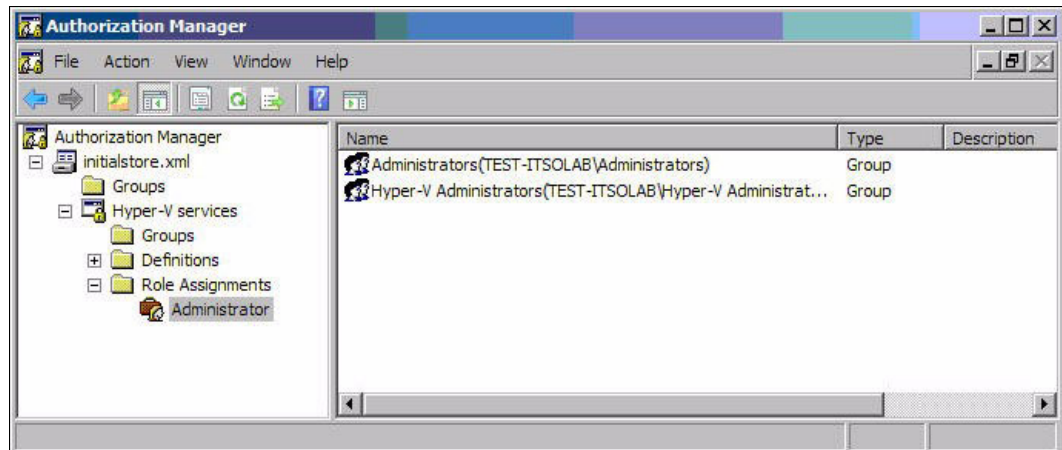 Authorization Manager
File Action View Window Help
Authorization Manager
initialstore.xml
Groups
Hyper-V services
Groups
Definitions
Role Assignments
Administrator
Name Type Description
Administrators(TEST-ITSOLAB\Administrators) Group
Hyper-V Administrators(TEST-ITSOLAB\Hyper-V Administrat... Group